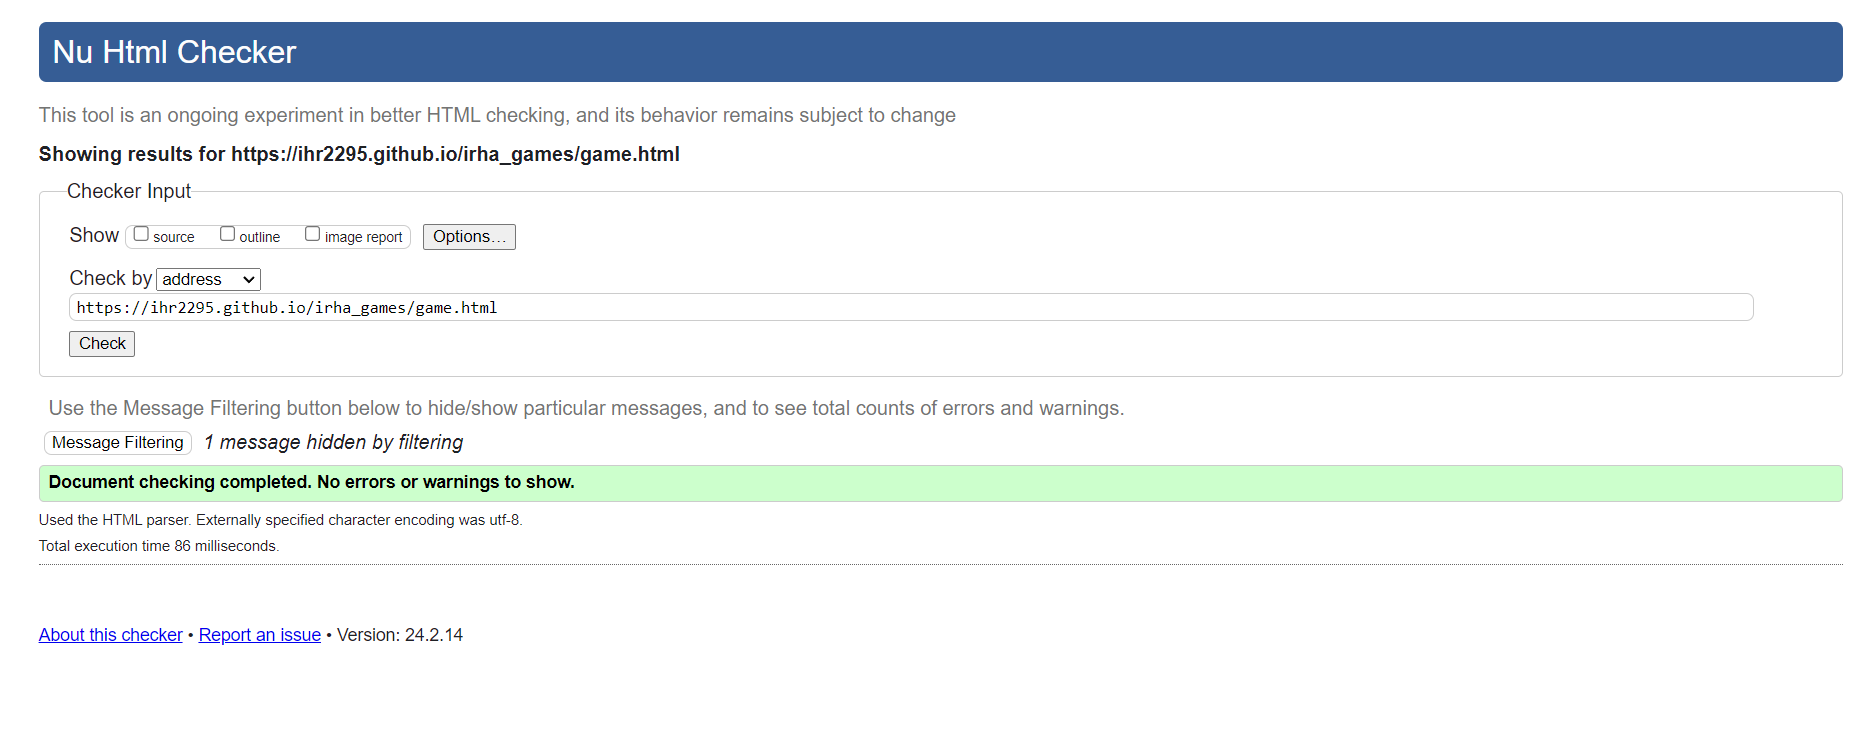 Nu Html Checker
This tool is an ongoing experiment in better HTML checking, and its behavior remains subject to change
Showing results for https://ihr2295.github.io/irha_games/game.html
Checker Input
Show source outline image report Options...
Check by address
https://ihr2295.github.io/irha_games/game.html
Check
Use the Message Filtering button below to hide/show particular messages, and to see total counts of errors and warnings.
Message Filtering 1 message hidden by filtering
Document checking completed. No errors or warnings to show.
Used the HTML parser. Externally specified character encoding was utf-8.
Total execution time 86 milliseconds.
About this checker • Report an issue • Version: 24.2.14